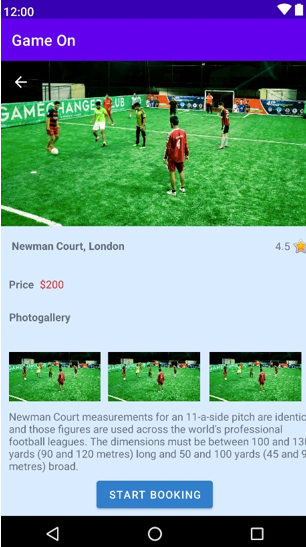 12:00
Game On
GAMECHANGER CLUB
4
Newman Court, London
4.5
Price $200
Photogallery
Newman Court measurements for an 11-a-side pitch are identic
and those figures are used across the world's professional
football leagues. The dimensions must be between 100 and 130
yards (90 and 120 metres) long and 50 and 100 yards (45 and 9
metres) broad.
START BOOKING